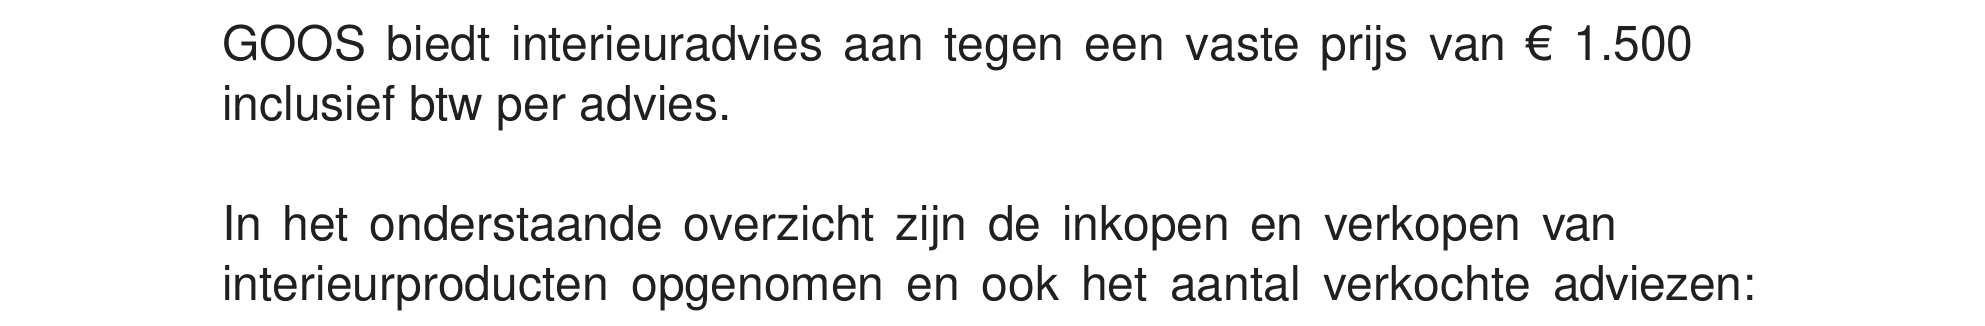 GOOS biedt interieuradvies aan tegen een vaste prijs van € 1.500
inclusief btw per advies.
In het onderstaande overzicht zijn de inkopen en verkopen van
interieurproducten opgenomen en ook het aantal verkochte adviezen: